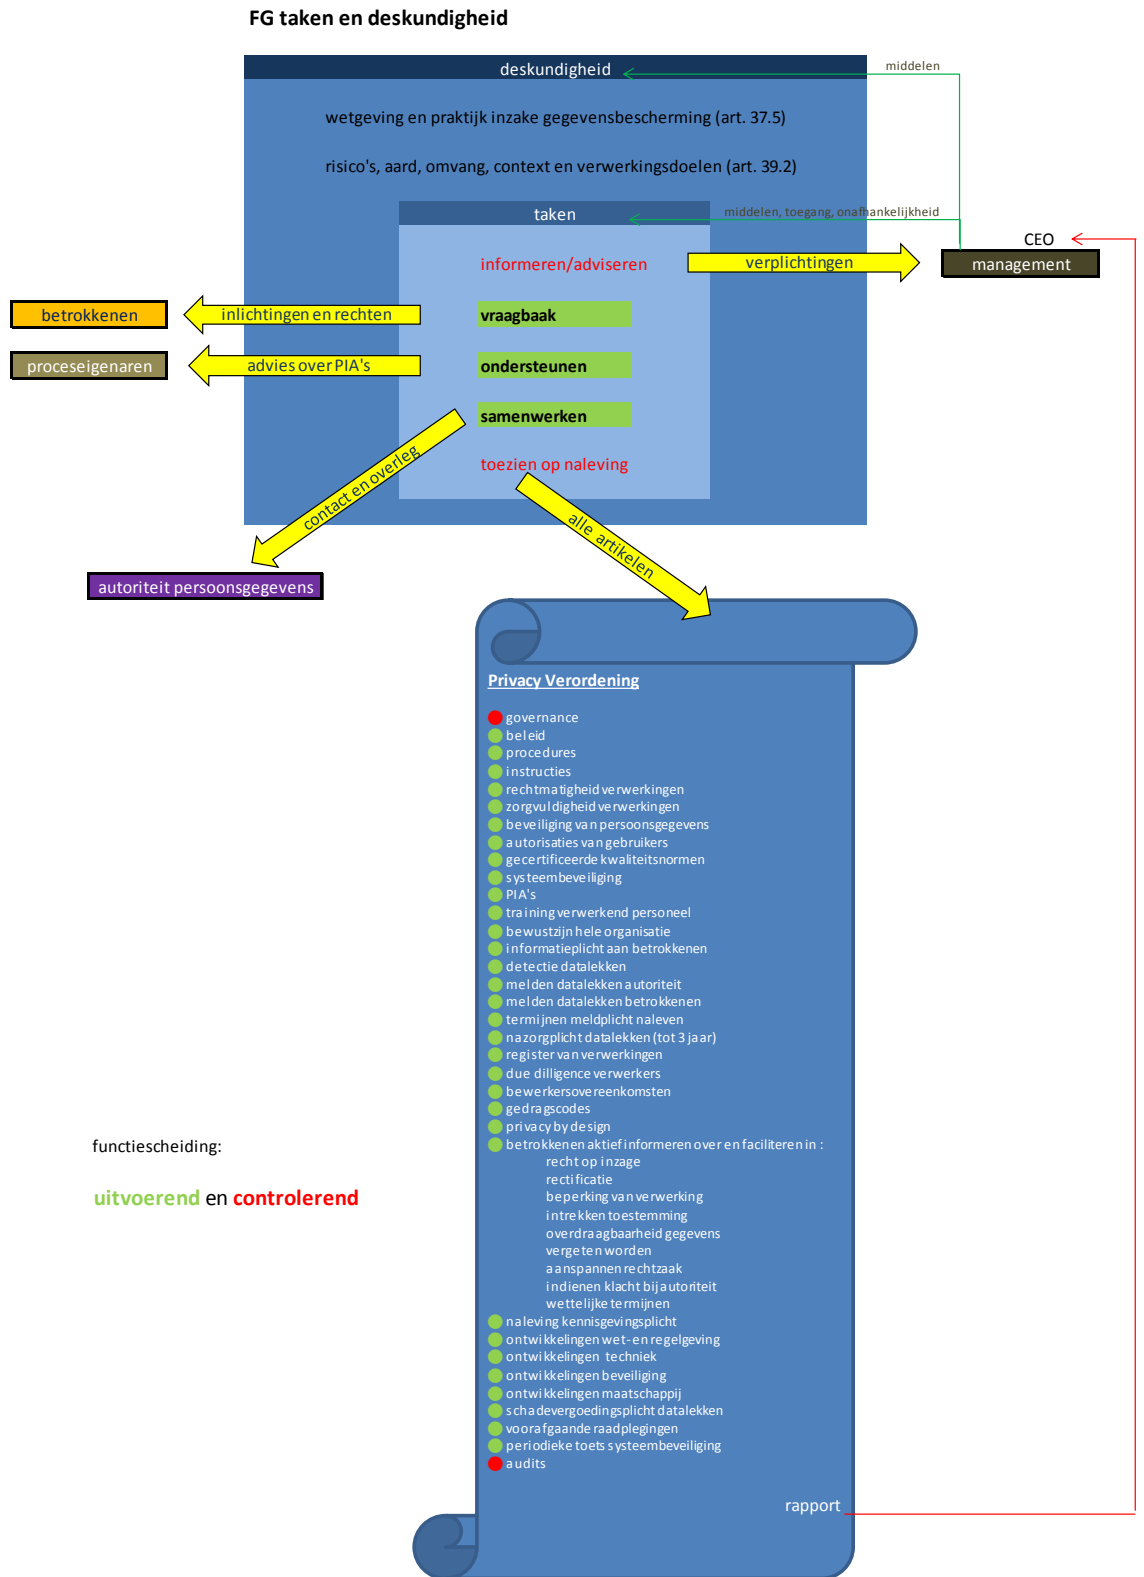 FG taken en deskundigheid
deskundigheid
middelen
wetgeving en praktijk inzake gegevensbescherming (art. 37.5)
risico's, aard, omvang, context en verwerkingsdoelen (art. 39.2)
taken
middelen, toegang, onafhankelijkheid
CEO
informeren/adviseren
verplichtingen
management
betrokkenen
inlichtingen en rechten
vraagbaak
proceseigenaren
advies over PIA's
ondersteunen
samenwerken
toezien op naleving
contact en overleg
alle artikelen
autoriteit persoonsgegevens
Privacy Verordening
governance
beleid
procedures
instructies
rechtmatigheid verwerkingen
zorgvuldigheid verwerkingen
beveiliging van persoonsgegevens
autorisaties van gebruikers
gecertificeerde kwaliteitsnormen
systeembeveiliging
PIA's
training verwerkend personeel
bewustzijn hele organisatie
informatieplicht aan betrokkenen
detectie datalekken
melden datalekken autoriteit
melden datalekken betrokkenen
termijnen meldplicht naleven
nazorgplicht datalekken (tot 3 jaar)
register van verwerkingen
due dilligence verwerkers
bewerkersovereenkomsten
gedragscodes
privacy by design
betrokkenen aktief informeren over en faciliteren in :
recht op inzage
rectificatie
beperking van verwerking
intrekken toestemming
overdraagbaarheid gegevens
vergeten worden
aanspannen rechtzaak
indienen klacht bij autoriteit
wettelijke termijnen
naleving kennisgevingsplicht
ontwikkelingen wet- en regelgeving
ontwikkelingen techniek
ontwikkelingen beveiliging
ontwikkelingen maatschappij
schadevergoedingsplicht datalekken
voorafgaande raadplegingen
periodieke toets systeembeveiliging
audits
rapport
functiescheiding:
uitvoerend en controlerend